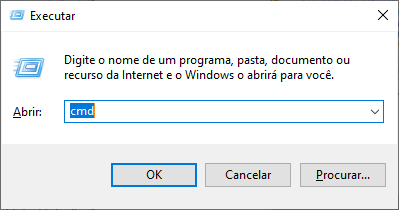 Executar
Digite o nome de um programa, pasta, documento ou
recurso da Internet e o Windows o abrirá para você.
Abrir: cmd
OK Cancelar Procurar...